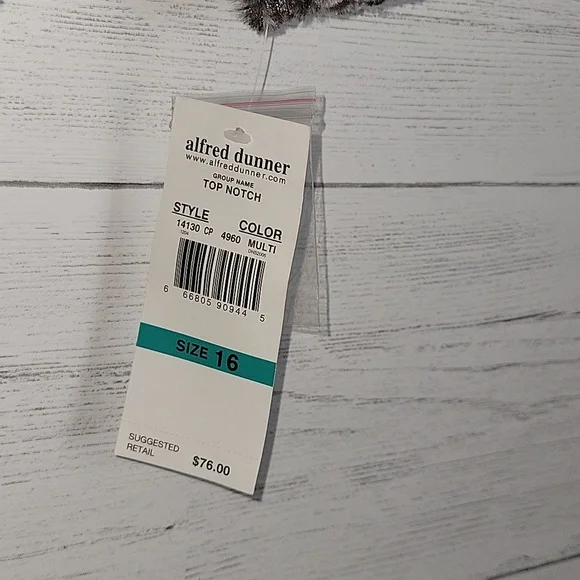 alfred dunner
www.alfreddunner.com
GROUP NAME
TOP NOTCH
STYLE COLOR
14130 CP 4960 MULTI
1204
6 66805 90944 5
SIZE 16
SUGGESTED
RETAIL $76.00